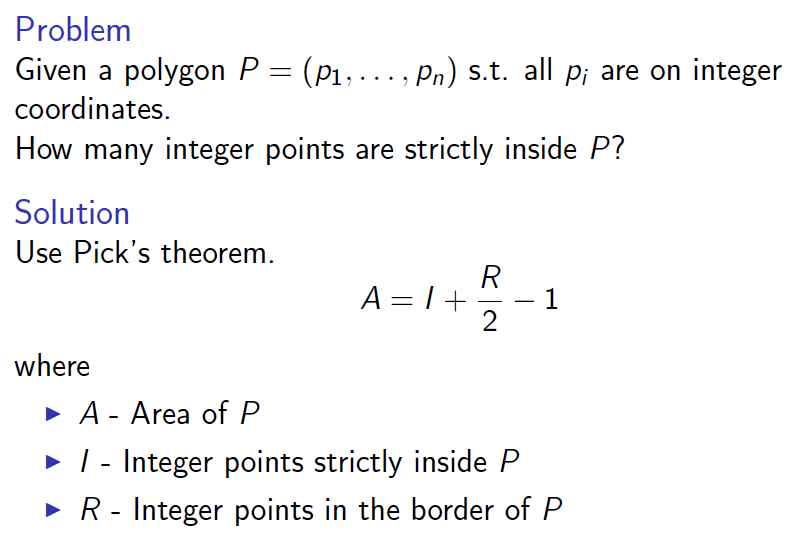 Problem
Given a polygon P = (p₁, . . . , pₙ) s.t. all pᵢ are on integer
coordinates.
How many integer points are strictly inside P?
Solution
Use Pick's theorem.
A = I + R/2 − 1
where
▶ A - Area of P
▶ I - Integer points strictly inside P
▶ R - Integer points in the border of P